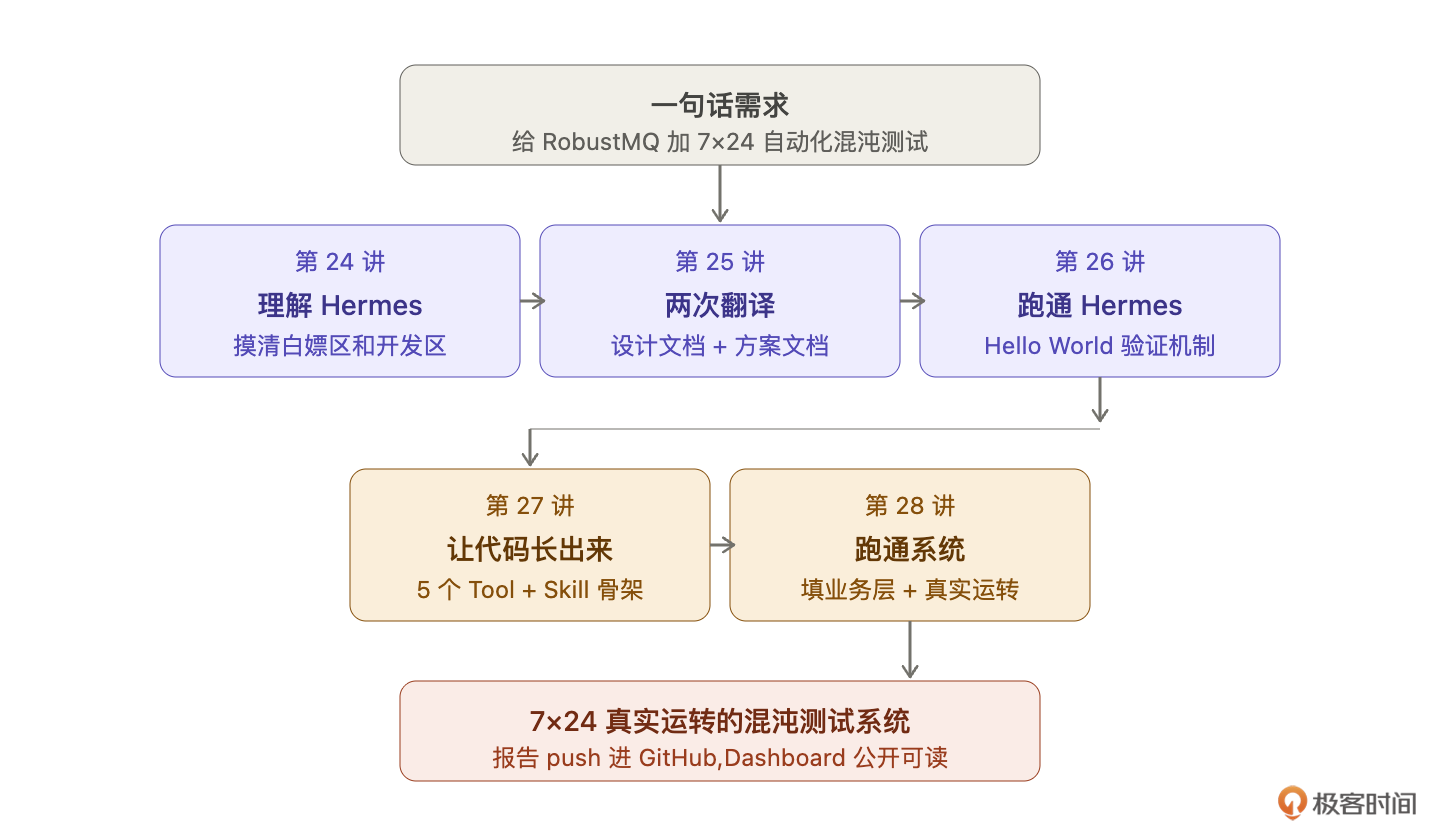 一句话需求
给 RobustMQ 加 7×24 自动化混沌测试
第 24 讲
理解 Hermes
摸清白嫖区和开发区
第 25 讲
两次翻译
设计文档 + 方案文档
第 26 讲
跑通 Hermes
Hello World 验证机制
第 27 讲
让代码长出来
5 个 Tool + Skill 骨架
第 28 讲
跑通系统
填业务层 + 真实运转
7×24 真实运转的混沌测试系统
报告 push 进 GitHub,Dashboard 公开可读
极客时间